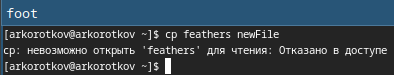 foot
[arkorotkov@arkorotkov ~]$ cp feathers newFile
cp: невозможно открыть 'feathers' для чтения: Отказано в доступе
[arkorotkov@arkorotkov ~]$